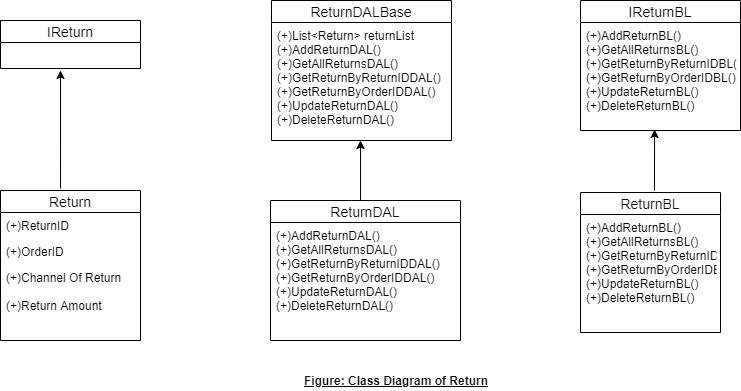 IReturn
Return
(+)ReturnID
(+)OrderID
(+)Channel Of Return
(+)Return Amount
ReturnDALBase
(+)List<Return> returnList
(+)AddReturnDAL()
(+)GetAllReturnsDAL()
(+)GetReturnByReturnIDDAL()
(+)GetReturnByOrderIDDAL()
(+)UpdateReturnDAL()
(+)DeleteReturnDAL()
ReturnDAL
(+)AddReturnDAL()
(+)GetAllReturnsDAL()
(+)GetReturnByReturnIDDAL()
(+)GetReturnByOrderIDDAL()
(+)UpdateReturnDAL()
(+)DeleteReturnDAL()
IReturnBL
(+)AddReturnBL()
(+)GetAllReturnsBL()
(+)GetReturnByReturnIDBL(
(+)GetReturnByOrderIDBL()
(+)UpdateReturnBL()
(+)DeleteReturnBL()
ReturnBL
(+)AddReturnBL()
(+)GetAllReturnsBL()
(+)GetReturnByReturnID
(+)GetReturnByOrderIDB
(+)UpdateReturnBL()
(+)DeleteReturnBL()
Figure: Class Diagram of Return